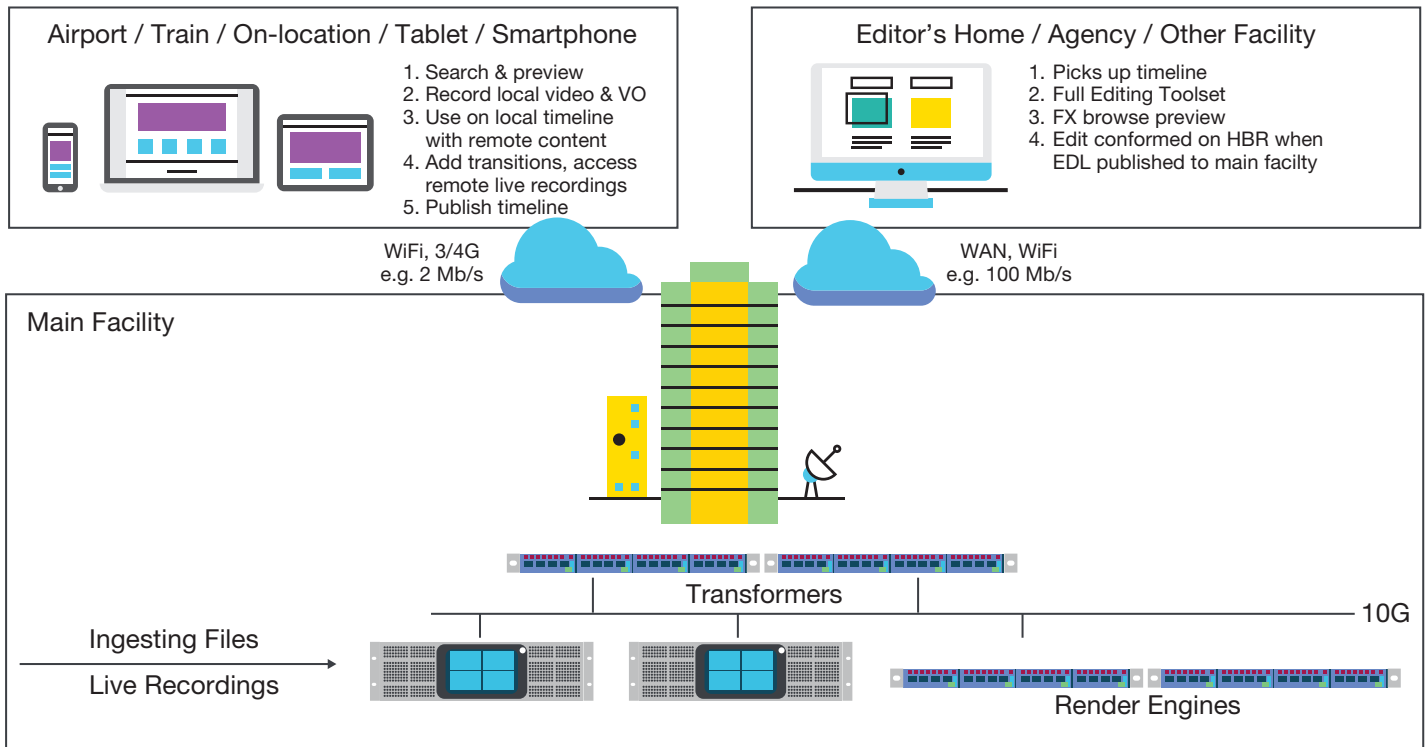 Airport / Train / On-location / Tablet / Smartphone
1. Search & preview
2. Record local video & VO
3. Use on local timeline
with remote content
4. Add transitions, access
remote live recordings
5. Publish timeline
Editor's Home / Agency / Other Facility
1. Picks up timeline
2. Full Editing Toolset
3. FX browse preview
4. Edit conformed on HBR when
EDL published to main facilty
WiFi, 3/4G
e.g. 2 Mb/s
WAN, WiFi
e.g. 100 Mb/s
Main Facility
Transformers
10G
Ingesting Files
Live Recordings
Render Engines